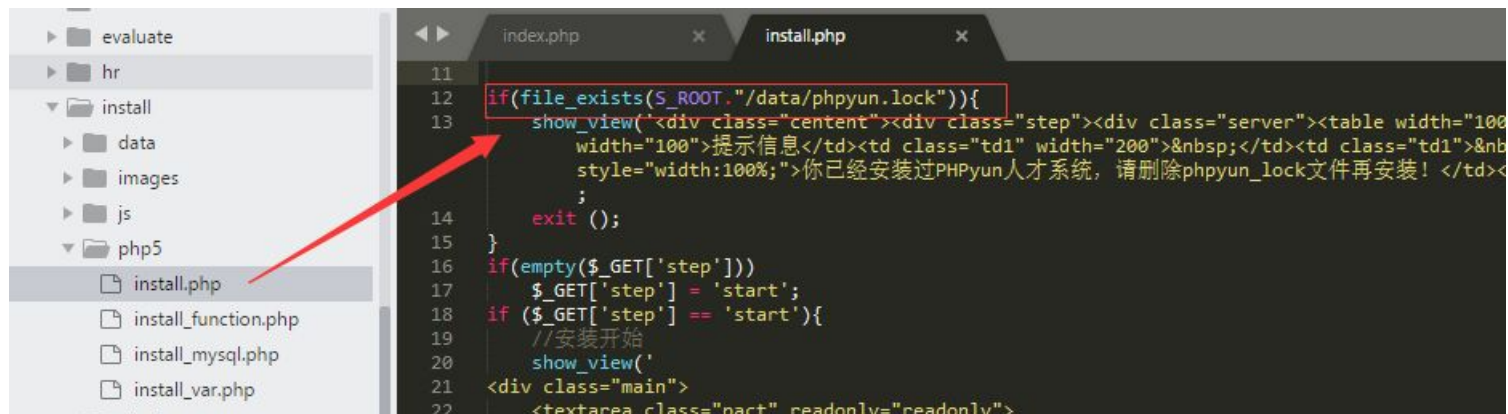 evaluate
hr
install
data
images
js
php5
install.php
install_function.php
install_mysql.php
install_var.php
index.php × install.php ×
11
12 if(file_exists(S_ROOT."/data/phpyun.lock")){
13 show_view('<div class="centent"><div class="step"><div class="server"><table width="100
width="100">提示信息</td><td class="td1" width="200">&nbsp;</td><td class="td1">&nb
style="width:100%;">你已经安装过PHPyun人才系统，请删除phpyun_lock文件再安装！</td><
;
14 exit ();
15 }
16 if(empty($_GET['step']))
17 $_GET['step'] = 'start';
18 if ($_GET['step'] == 'start'){
19 //安装开始
20 show_view('
21 <div class="main">
22 <textarea class="pact" readonly="readonly">